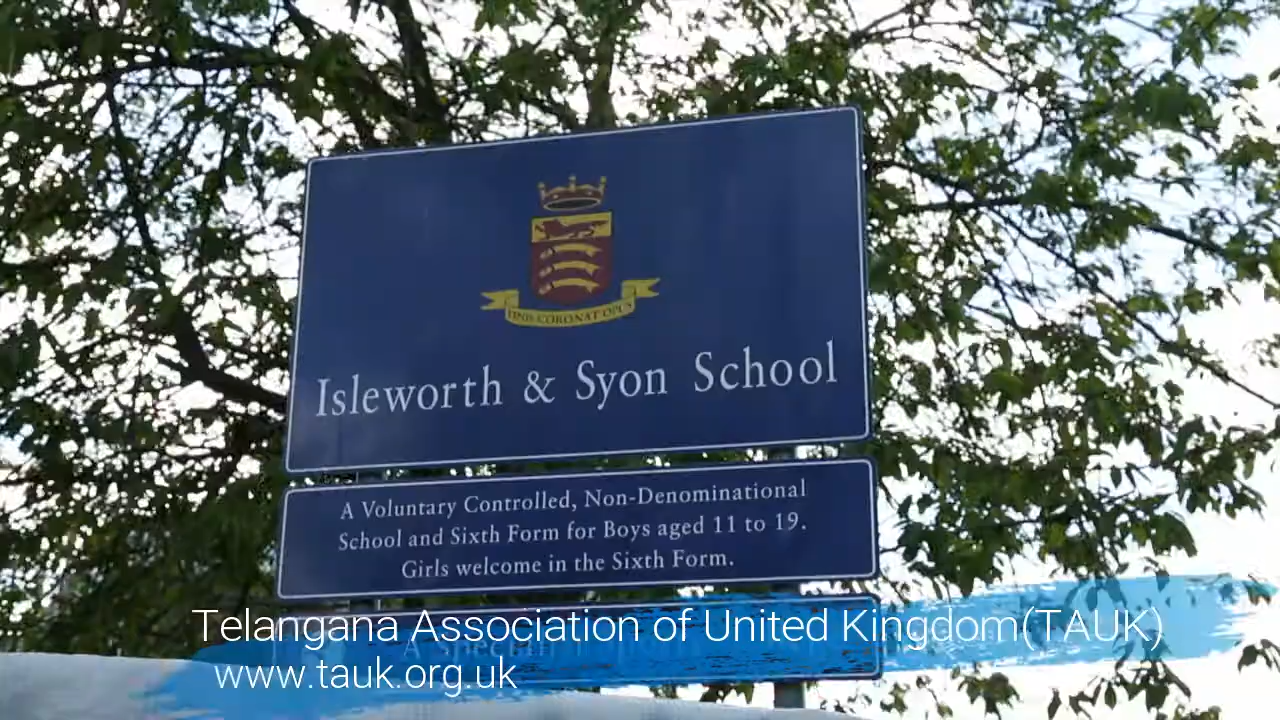 FINIS CORONAT OPUS
Isleworth & Syon School
A Voluntary Controlled, Non-Denominational
School and Sixth Form for Boys aged 11 to 19.
Girls welcome in the Sixth Form.
Telangana Association of United Kingdom(TAUK)
www.tauk.org.uk